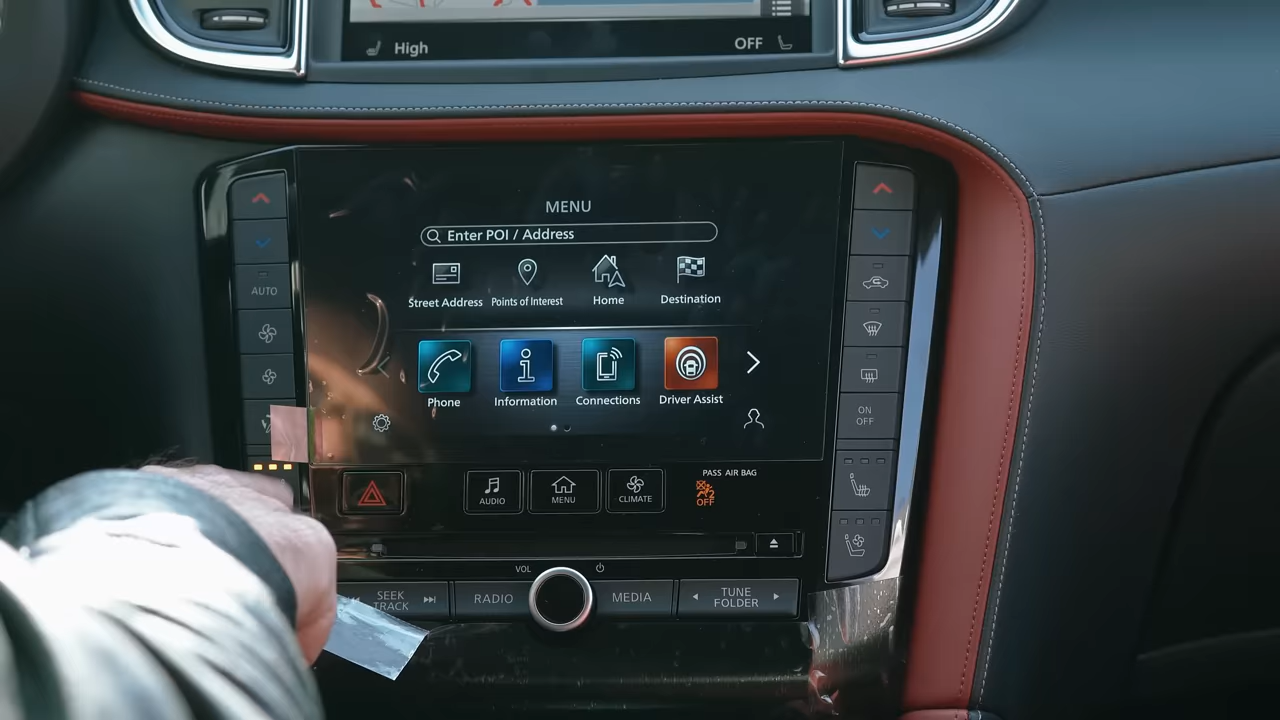 High
OFF
MENU
Enter POI / Address
Street Address
Points of Interest
Home
Destination
AUTO
Phone
Information
Connections
Driver Assist
ON
OFF
PASS AIR BAG
2
OFF
AUDIO
MENU
CLIMATE
VOL
SEEK
TRACK
RADIO
MEDIA
TUNE
FOLDER